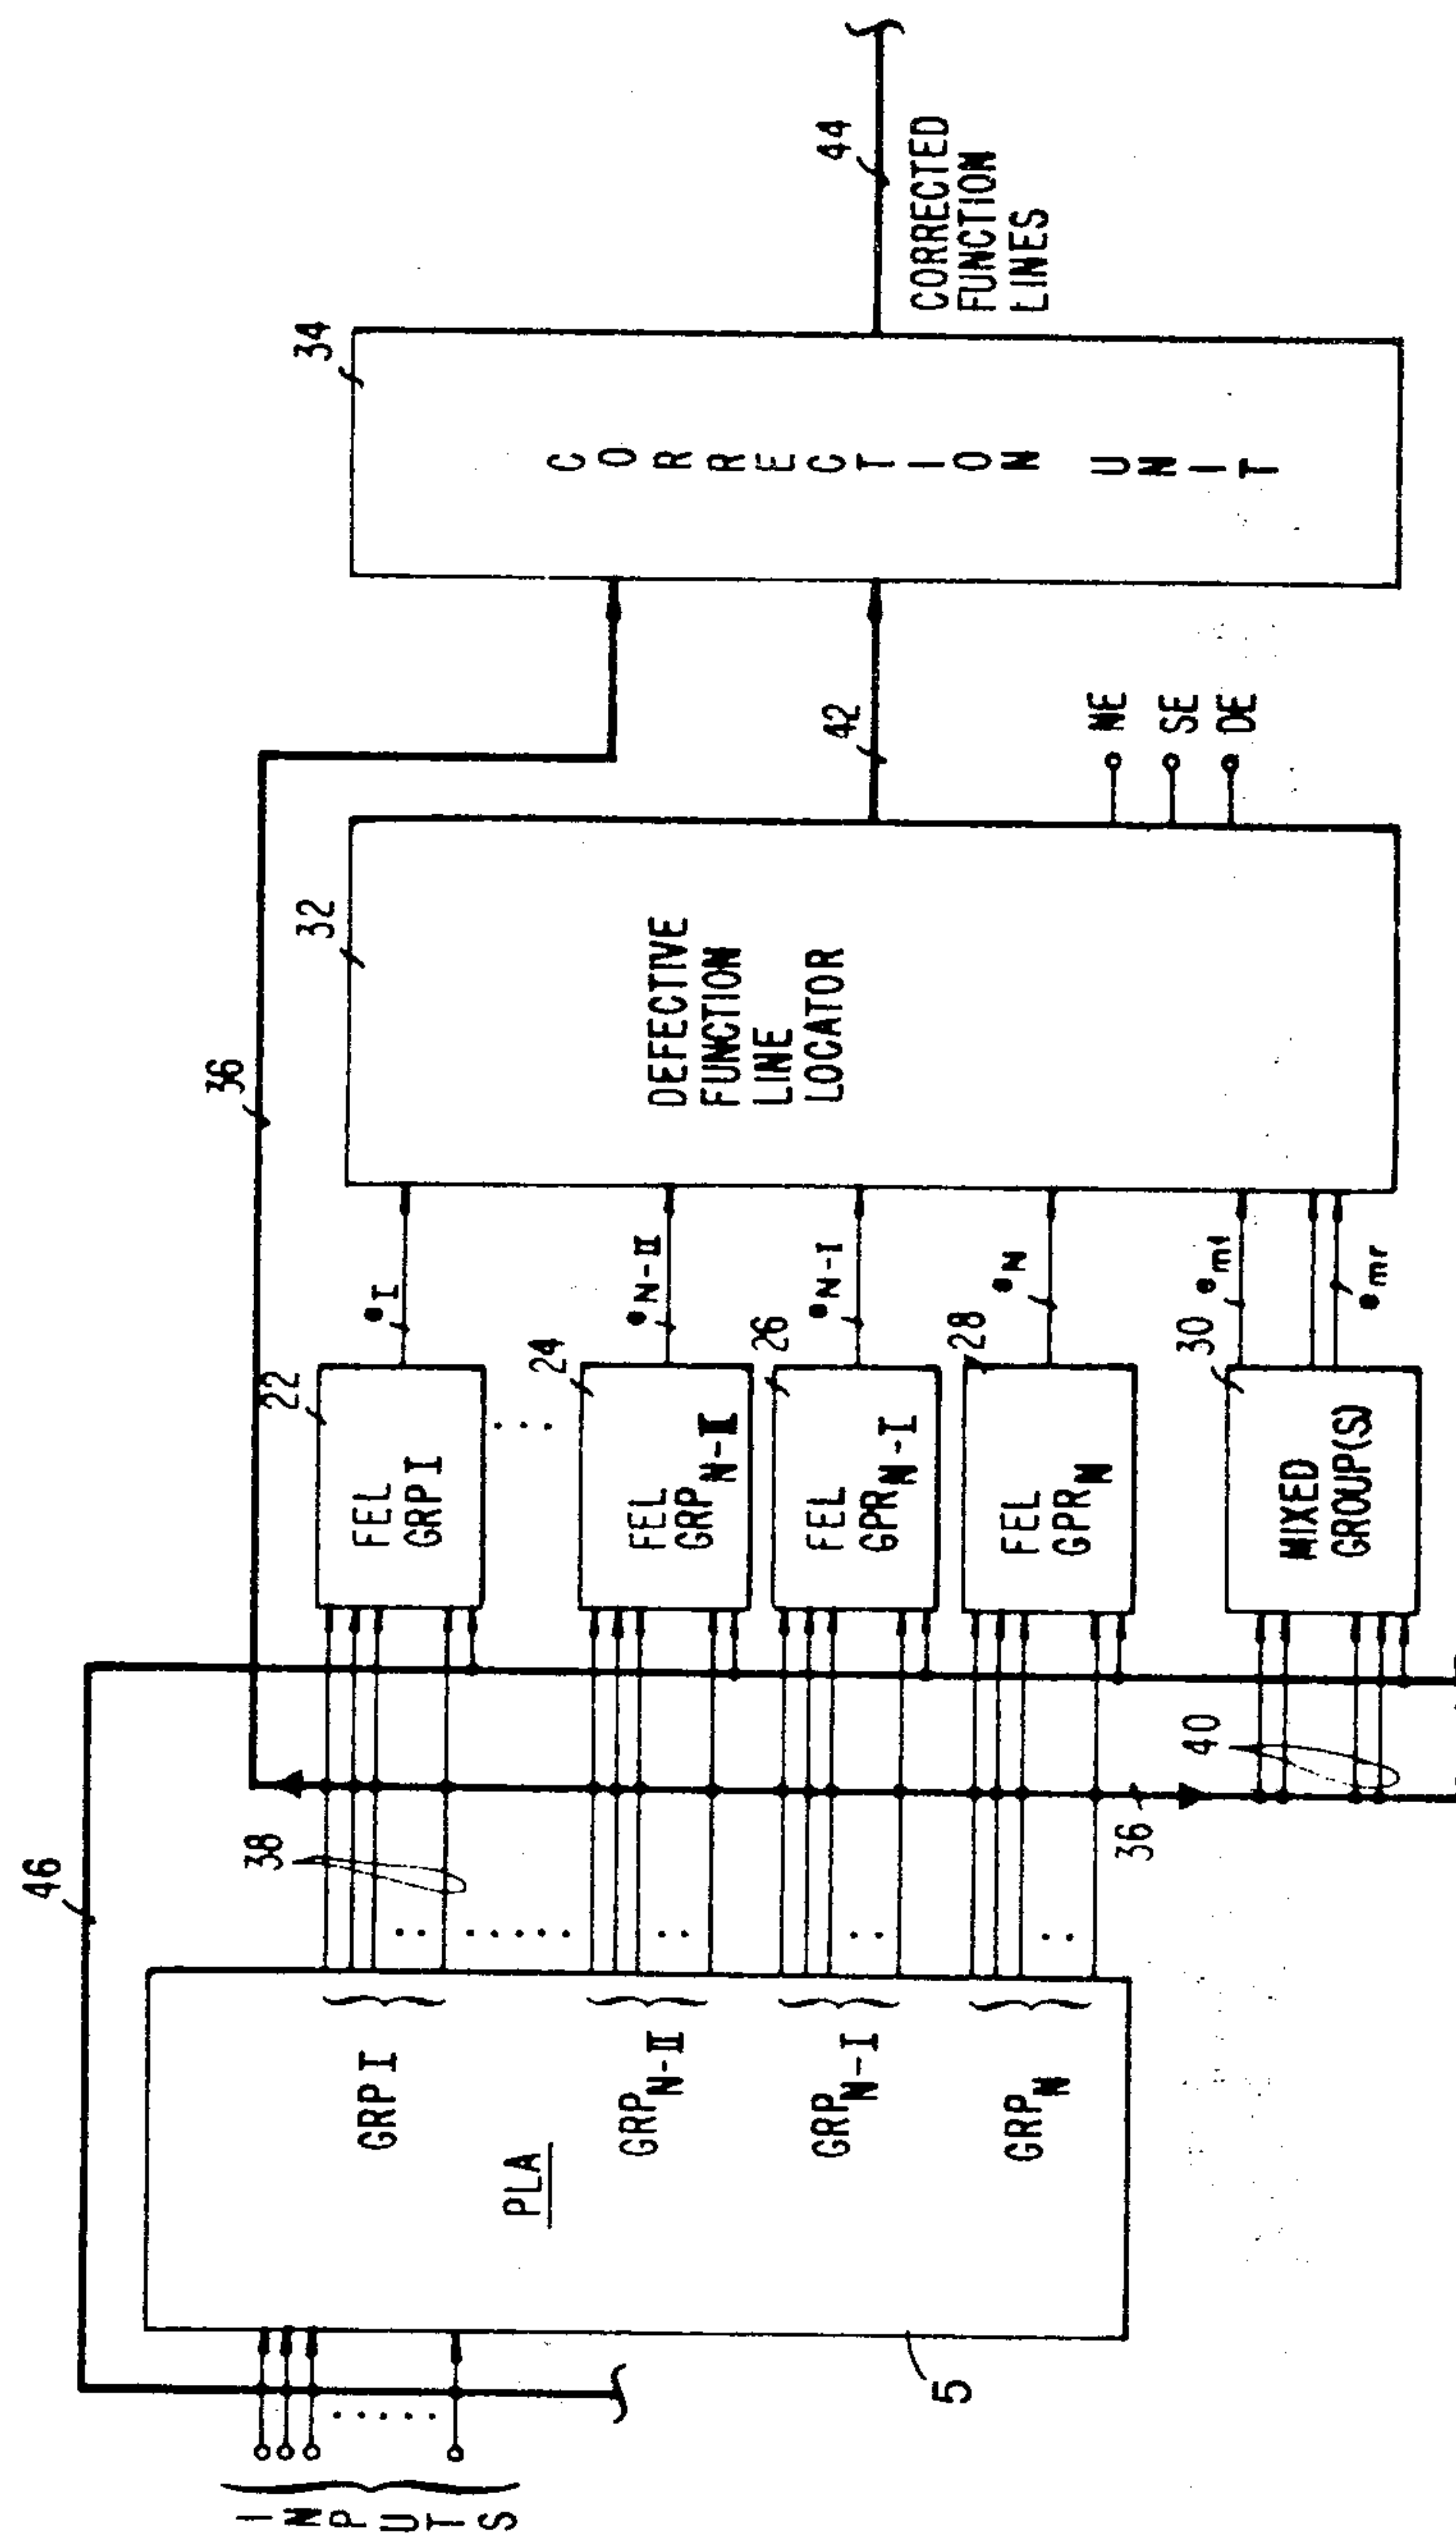 INPUTS
46
5
PLA
GRP I
GRP N-II
GRP N-I
GRP N
38
36
40
36
22
FEL
GRP I
24
FEL
GRP N-II
26
FEL
GPR N-I
28
FEL
GPR N
30
MIXED
GROUP(S)
e I
e N-II
e N-I
e N
e m1
e mr
32
DEFECTIVE
FUNCTION
LINE
LOCATOR
42
NE
SE
DE
34
CORRECTION UNIT
44
CORRECTED
FUNCTION
LINES